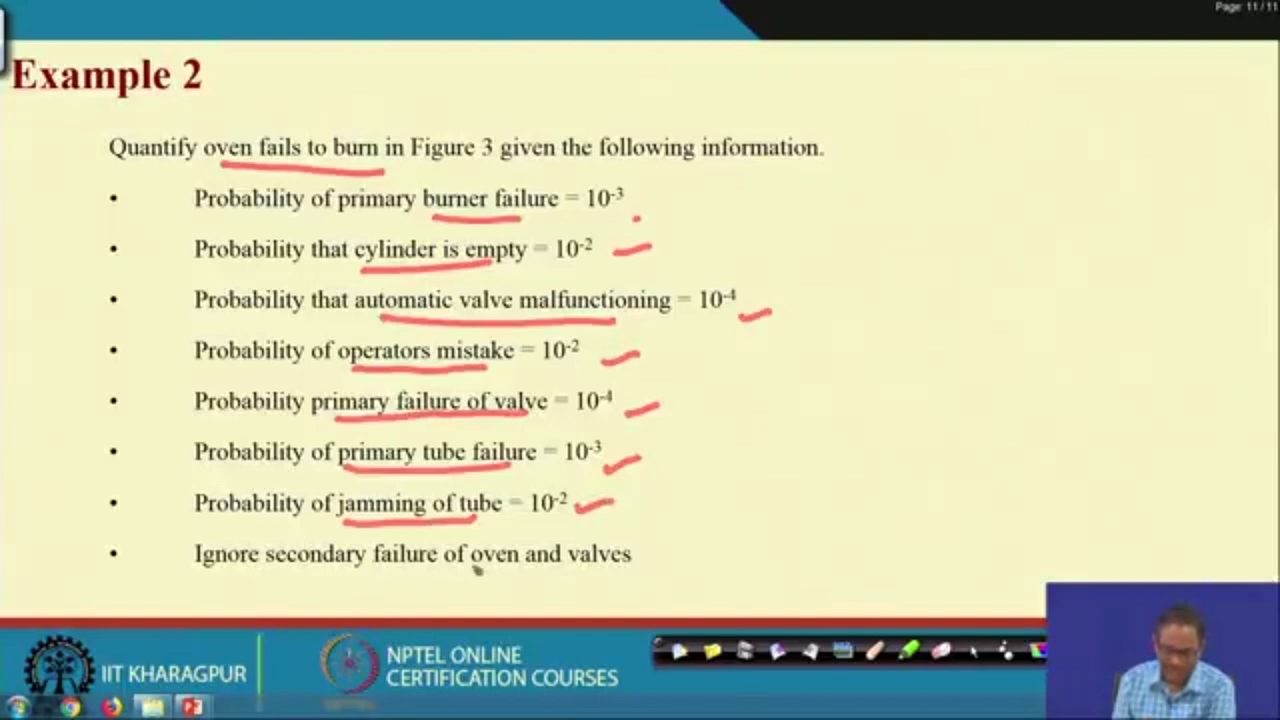 Page: 11/11
Example 2
Quantify oven fails to burn in Figure 3 given the following information.
• Probability of primary burner failure = 10-3
• Probability that cylinder is empty = 10-2
• Probability that automatic valve malfunctioning = 10-4
• Probability of operators mistake = 10-2
• Probability primary failure of valve = 10-4
• Probability of primary tube failure = 10-3
• Probability of jamming of tube = 10-2
• Ignore secondary failure of oven and valves
IIT KHARAGPUR
NPTEL ONLINE
CERTIFICATION COURSES